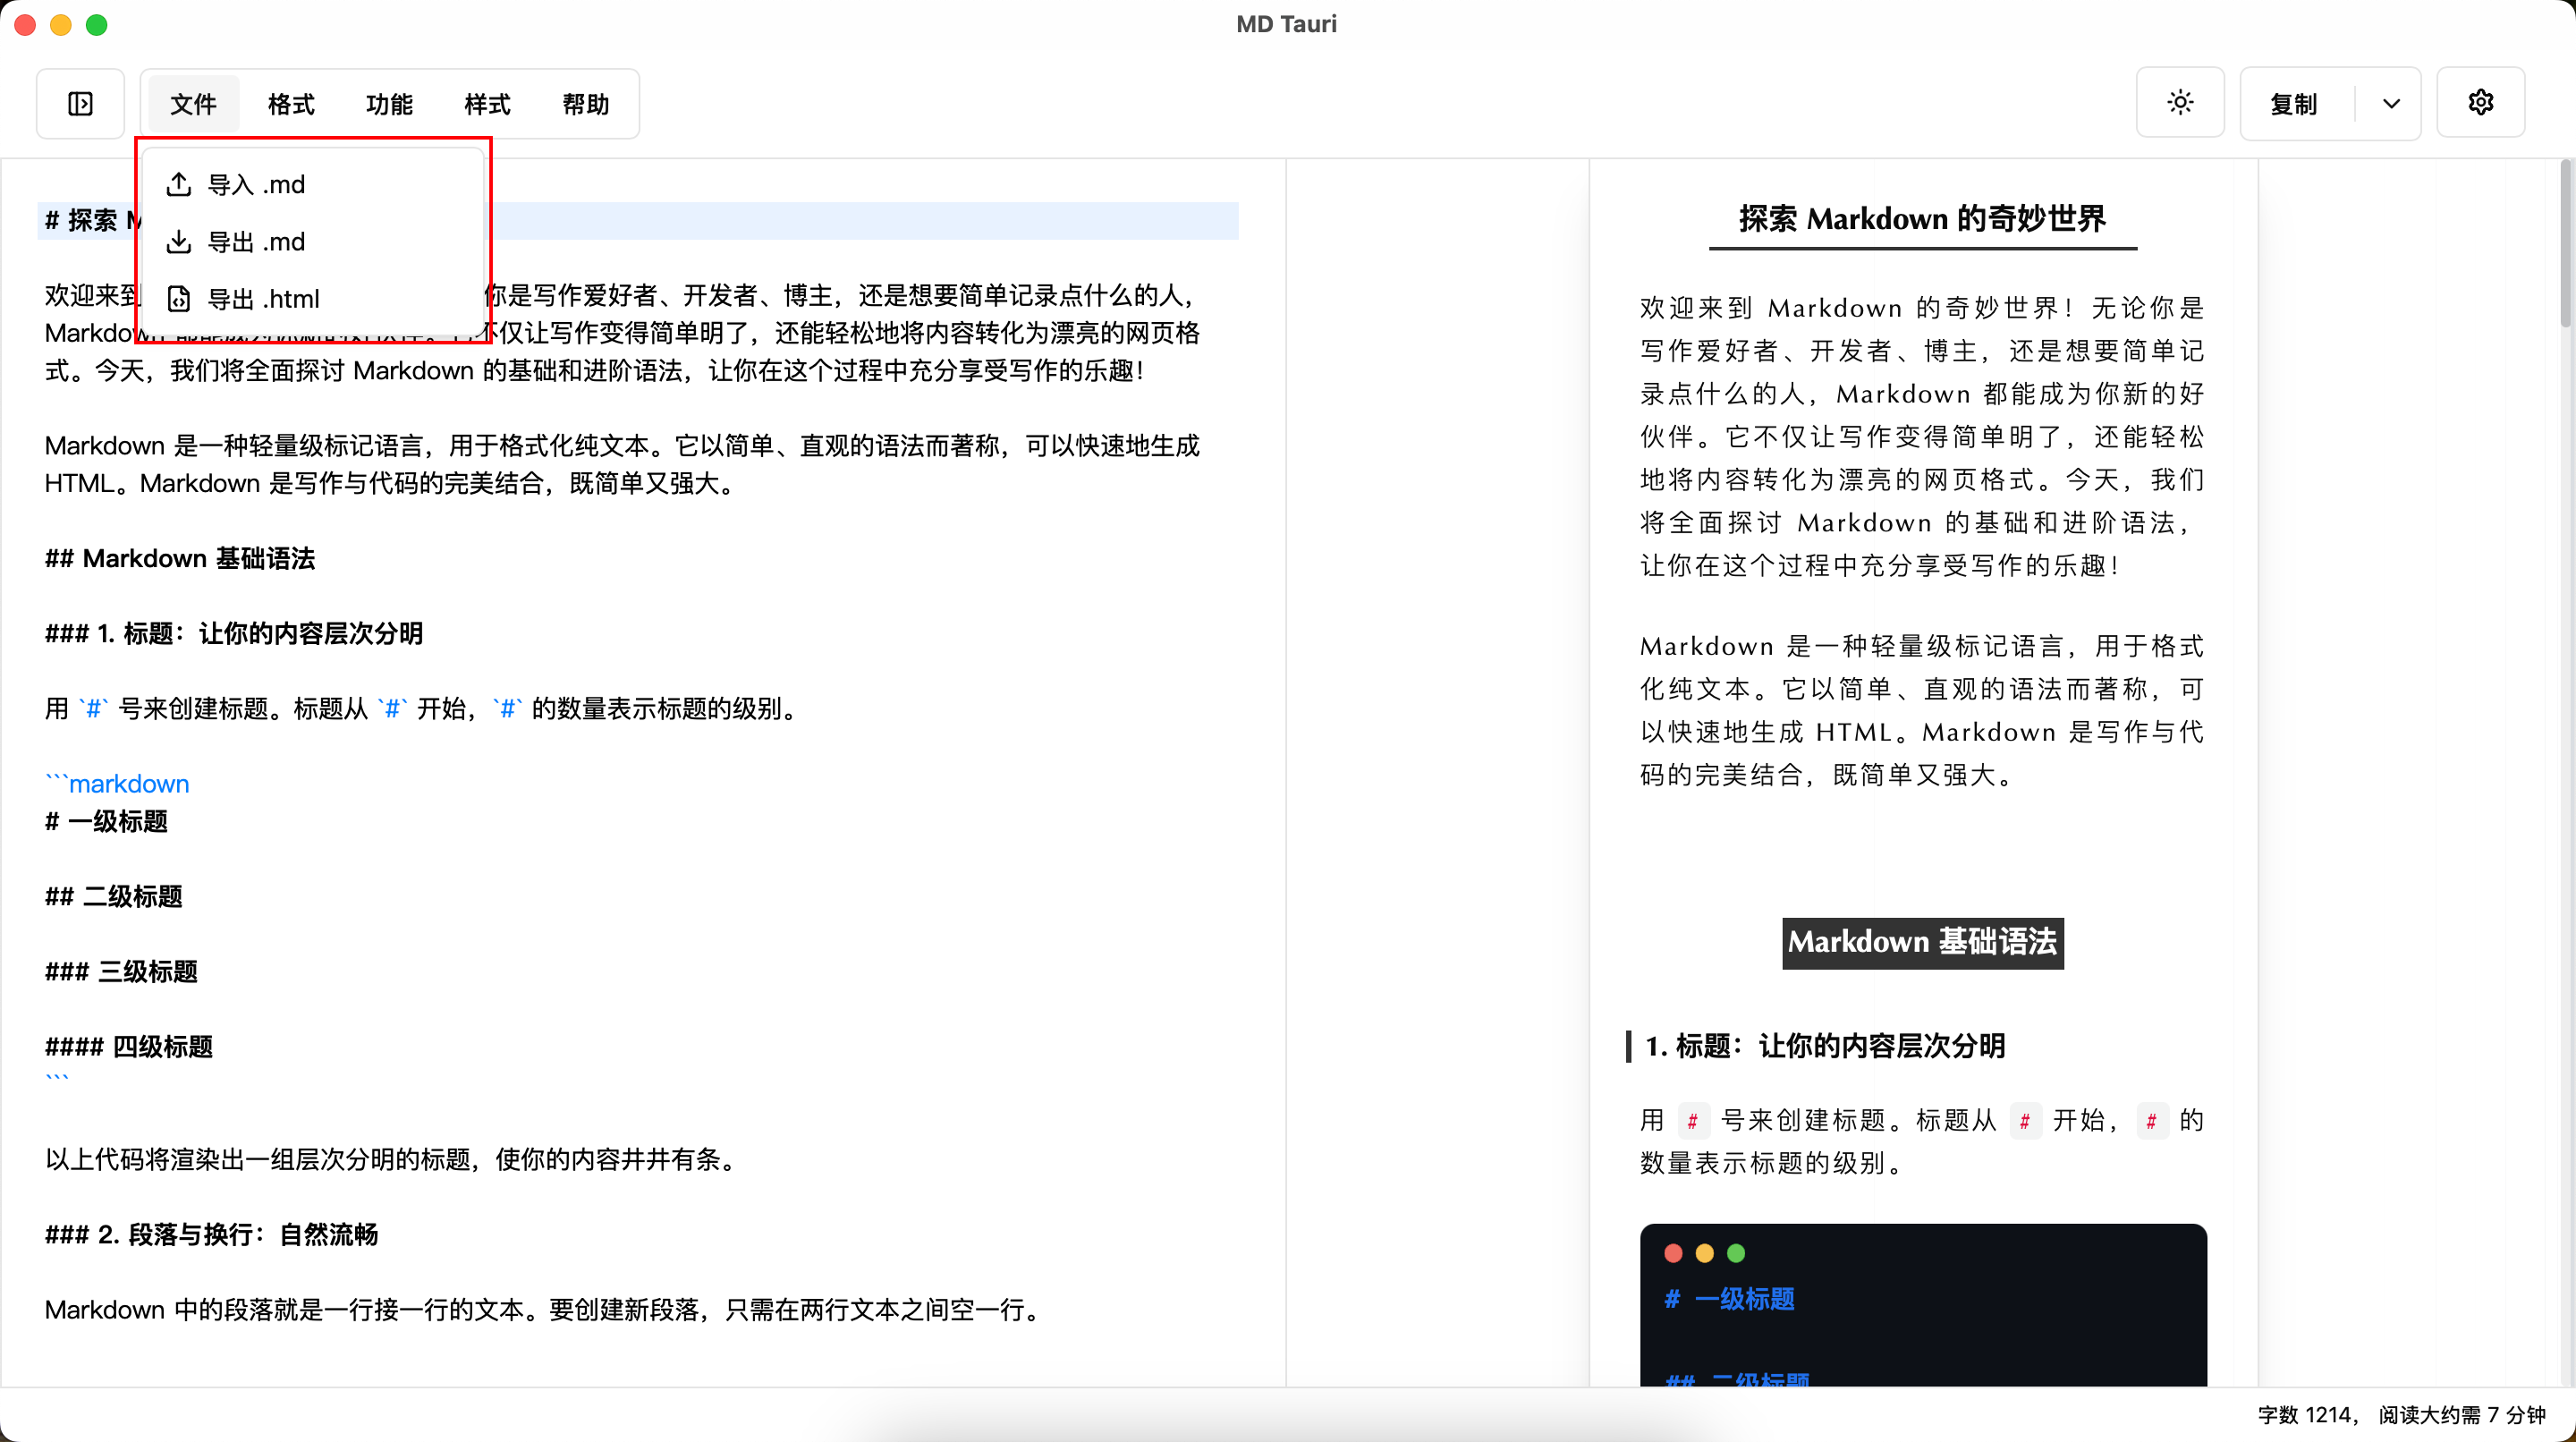 MD Tauri
文件 格式 功能 样式 帮助
复制
导入 .md
导出 .md
导出 .html
# 探索
欢迎来到 你是写作爱好者、开发者、博主，还是想要简单记录点什么的人，
Markdown 不仅让写作变得简单明了，还能轻松地将内容转化为漂亮的网页格
式。今天，我们将全面探讨 Markdown 的基础和进阶语法，让你在这个过程中充分享受写作的乐趣！
Markdown 是一种轻量级标记语言，用于格式化纯文本。它以简单、直观的语法而著称，可以快速地生成
HTML。Markdown 是写作与代码的完美结合，既简单又强大。
## Markdown 基础语法
### 1. 标题：让你的内容层次分明
用 `#` 号来创建标题。标题从 `#` 开始，`#` 的数量表示标题的级别。
```markdown
# 一级标题
## 二级标题
### 三级标题
#### 四级标题
```
以上代码将渲染出一组层次分明的标题，使你的内容井井有条。
### 2. 段落与换行：自然流畅
Markdown 中的段落就是一行接一行的文本。要创建新段落，只需在两行文本之间空一行。
探索 Markdown 的奇妙世界
欢迎来到 Markdown 的奇妙世界！无论你是
写作爱好者、开发者、博主，还是想要简单记
录点什么的人，Markdown 都能成为你新的好
伙伴。它不仅让写作变得简单明了，还能轻松
地将内容转化为漂亮的网页格式。今天，我们
将全面探讨 Markdown 的基础和进阶语法，
让你在这个过程中充分享受写作的乐趣！
Markdown 是一种轻量级标记语言，用于格式
化纯文本。它以简单、直观的语法而著称，可
以快速地生成 HTML。Markdown 是写作与代
码的完美结合，既简单又强大。
Markdown 基础语法
1. 标题：让你的内容层次分明
用 # 号来创建标题。标题从 # 开始，# 的
数量表示标题的级别。
# 一级标题
## 二级标题
字数 1214， 阅读大约需 7 分钟